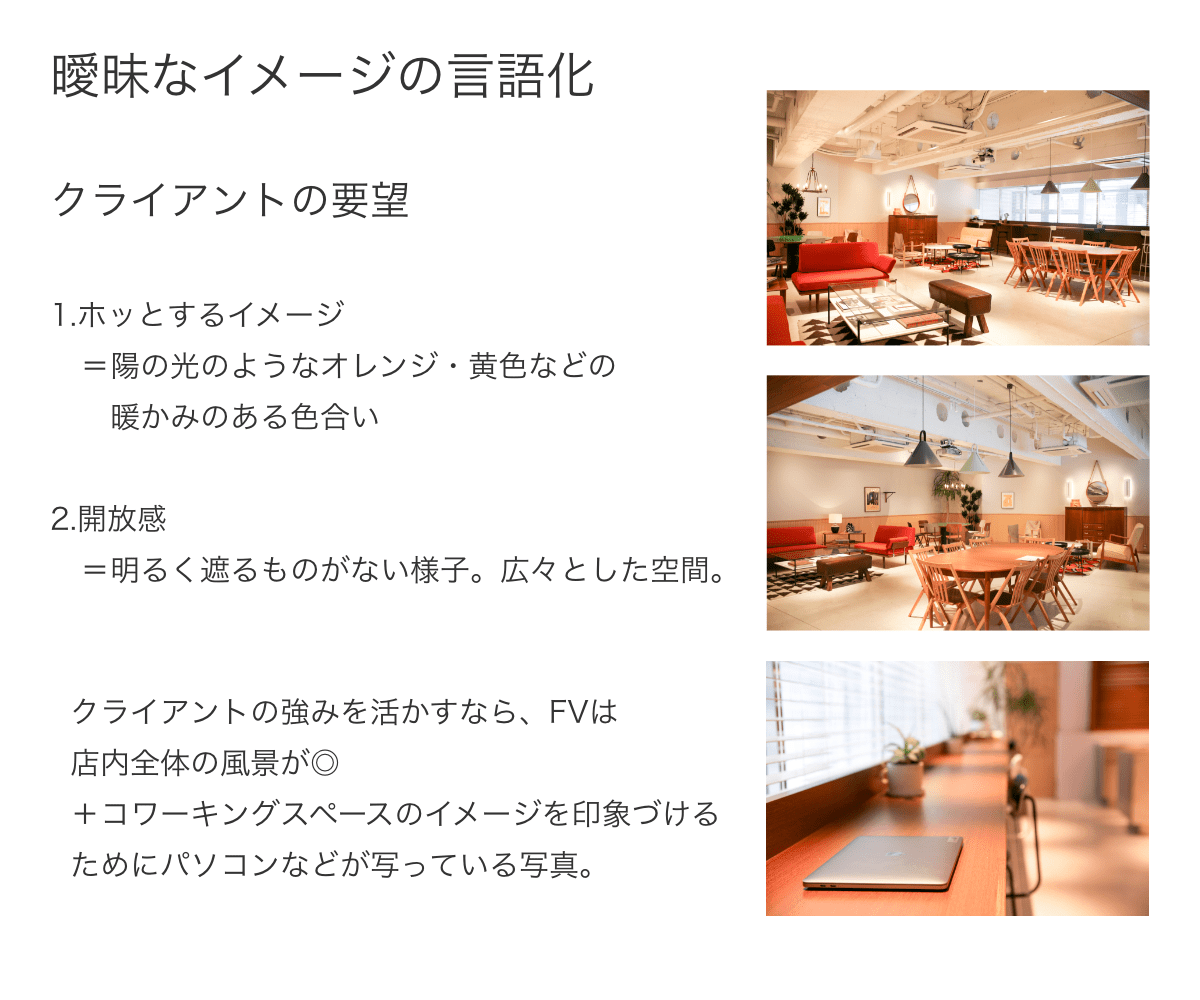 曖昧なイメージの言語化
クライアントの要望
1.ホッとするイメージ
＝陽の光のようなオレンジ・黄色などの
暖かみのある色合い
2.開放感
＝明るく遮るものがない様子。広々とした空間。
クライアントの強みを活かすなら、FVは
店内全体の風景が◎
＋コワーキングスペースのイメージを印象づける
ためにパソコンなどが写っている写真。